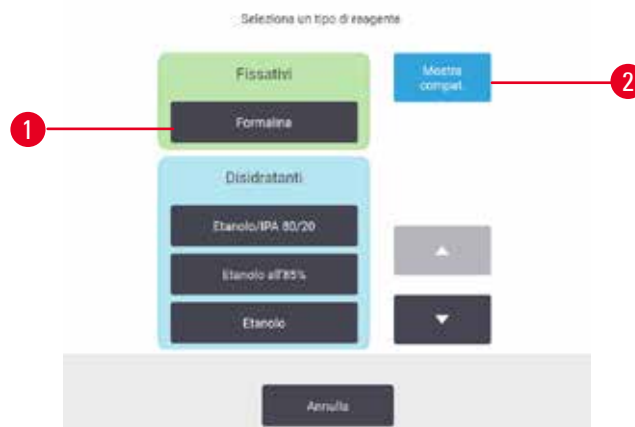 Seleziona un tipo di reagente
Fissativi
Mostra
compat.
2
1
Formalina
Disidratanti
Etanolo/IPA 80/20
Etanolo all'85%
Etanolo
Annulla